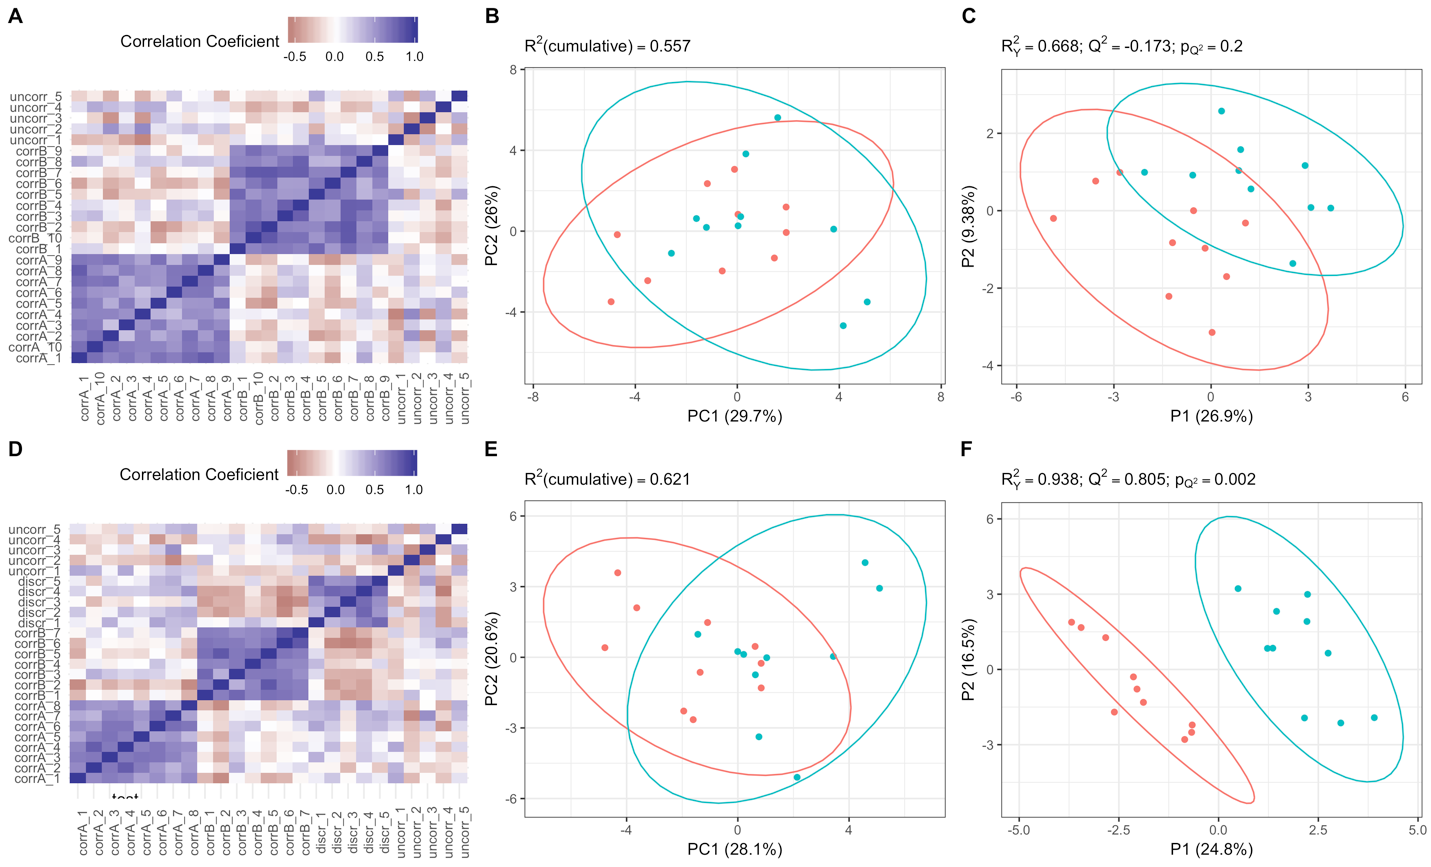 A
Correlation Coeficient
-0.5 0.0 0.5 1.0
uncorr_5
uncorr_4
uncorr_3
uncorr_2
uncorr_1
corrB_9
corrB_8
corrB_7
corrB_6
corrB_5
corrB_4
corrB_3
corrB_2
corrB_10
corrB_1
corrA_9
corrA_8
corrA_7
corrA_6
corrA_5
corrA_4
corrA_3
corrA_2
corrA_10
corrA_1
corrA_1
corrA_10
corrA_2
corrA_3
corrA_4
corrA_5
corrA_6
corrA_7
corrA_8
corrA_9
corrB_1
corrB_10
corrB_2
corrB_3
corrB_4
corrB_5
corrB_6
corrB_7
corrB_8
corrB_9
uncorr_1
uncorr_2
uncorr_3
uncorr_4
uncorr_5
B
R²(cumulative) = 0.557
8
4
0
-4
PC2 (26%)
-8 -4 0 4 8
PC1 (29.7%)
C
R²Y = 0.668; Q² = -0.173; pQ² = 0.2
2
0
-2
-4
P2 (9.38%)
-6 -3 0 3 6
P1 (26.9%)
D
Correlation Coeficient
-0.5 0.0 0.5 1.0
uncorr_5
uncorr_4
uncorr_3
uncorr_2
uncorr_1
discr_5
discr_4
discr_3
discr_2
discr_1
corrB_7
corrB_6
corrB_5
corrB_4
corrB_3
corrB_2
corrB_1
corrA_8
corrA_7
corrA_6
corrA_5
corrA_4
corrA_3
corrA_2
corrA_1
corrA_1
corrA_2
corrA_3
corrA_4
corrA_5
corrA_6
corrA_7
corrA_8
corrB_1
corrB_2
corrB_3
corrB_4
corrB_5
corrB_6
corrB_7
discr_1
discr_2
discr_3
discr_4
discr_5
uncorr_1
uncorr_2
uncorr_3
uncorr_4
uncorr_5
E
R²(cumulative) = 0.621
6
3
0
-3
-6
PC2 (20.6%)
-4 0 4
PC1 (28.1%)
F
R²Y = 0.938; Q² = 0.805; pQ² = 0.002
6
3
0
-3
P2 (16.5%)
-5.0 -2.5 0.0 2.5 5.0
P1 (24.8%)